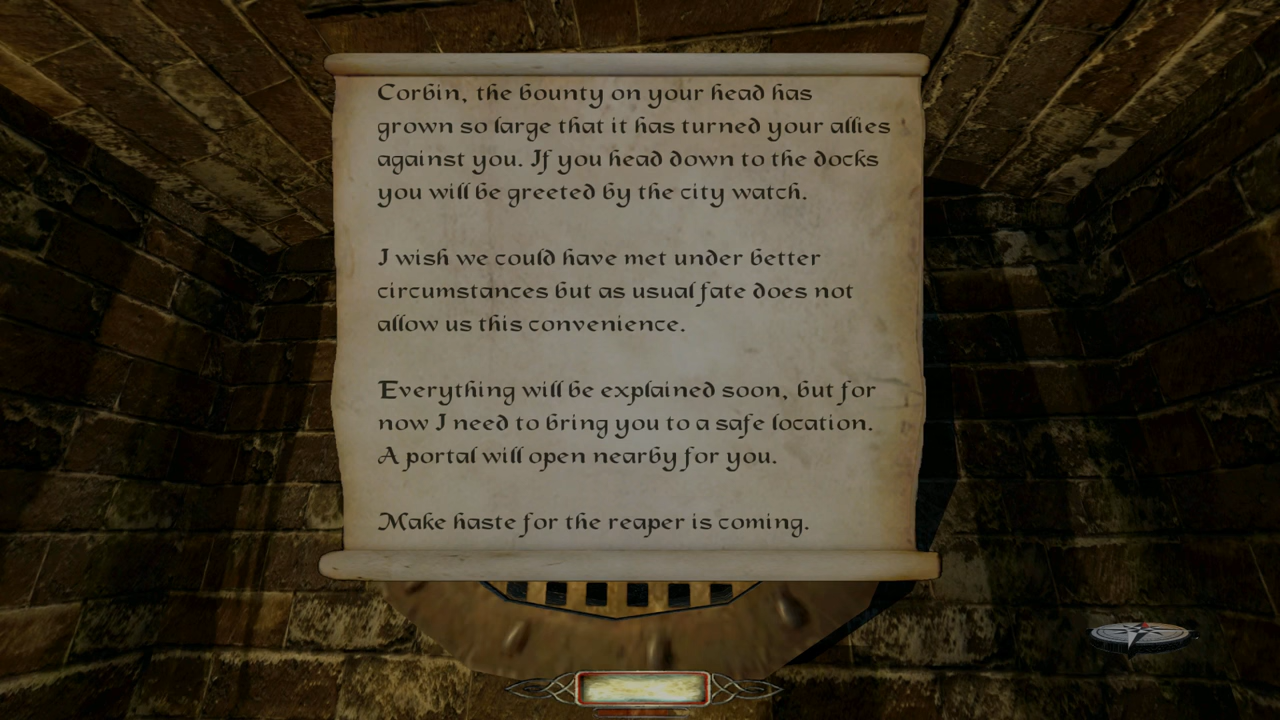 Corbin, the bounty on your head has
grown so large that it has turned your allies
against you. If you head down to the docks
you will be greeted by the city watch.
I wish we could have met under better
circumstances but as usual fate does not
allow us this convenience.
Everything will be explained soon, but for
now I need to bring you to a safe location.
A portal will open nearby for you.
Make haste for the reaper is coming.